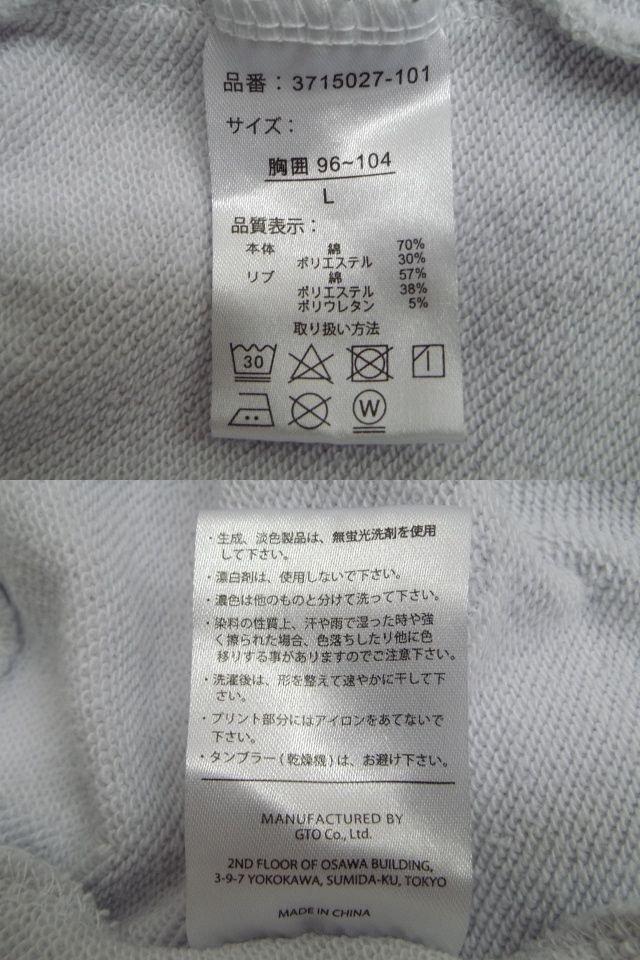 品番：3715027-101
サイズ：
胸囲 96~104
L
品質表示：
本体 綿 70%
ポリエステル 30%
リブ 綿 57%
ポリエステル 38%
ポリウレタン 5%
取り扱い方法
30
W
・生成、淡色製品は、無蛍光洗剤を使用
して下さい。
・漂白剤は、使用しないで下さい。
・濃色は他のものと分けて洗って下さい。
・染料の性質上、汗や雨で湿った時や強
く擦られた場合、色落ちしたり他に色
移りする事がありますのでご注意下さい。
・洗濯後は、形を整えて速やかに干して下
さい。
・プリント部分にはアイロンをあてないで
下さい。
・タンブラー(乾燥機)は、お避け下さい。
MANUFACTURED BY
GTO Co., Ltd.
2ND FLOOR OF OSAWA BUILDING,
3-9-7 YOKOKAWA, SUMIDA-KU, TOKYO
MADE IN CHINA